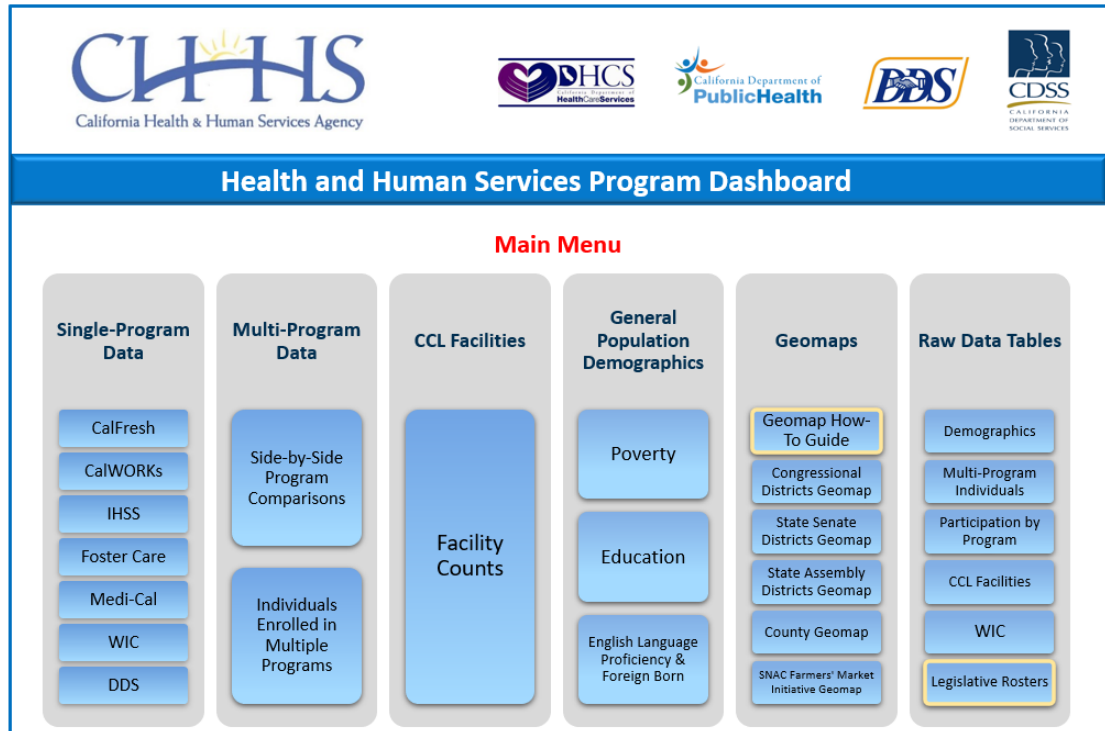 CHHS
California Health & Human Services Agency
DHCS
California Department of
HealthCareServices
California Department of
PublicHealth
DDS
CDSS
CALIFORNIA
DEPARTMENT OF
SOCIAL SERVICES
Health and Human Services Program Dashboard
Main Menu
Single-Program
Data
CalFresh
CalWORKs
IHSS
Foster Care
Medi-Cal
WIC
DDS
Multi-Program
Data
Side-by-Side
Program
Comparisons
Individuals
Enrolled in
Multiple
Programs
CCL Facilities
Facility
Counts
General
Population
Demographics
Poverty
Education
English Language
Proficiency &
Foreign Born
Geomaps
Geomap How-
To Guide
Congressional
Districts Geomap
State Senate
Districts Geomap
State Assembly
Districts Geomap
County Geomap
SNAC Farmers' Market
Initiative Geomap
Raw Data Tables
Demographics
Multi-Program
Individuals
Participation by
Program
CCL Facilities
WIC
Legislative Rosters